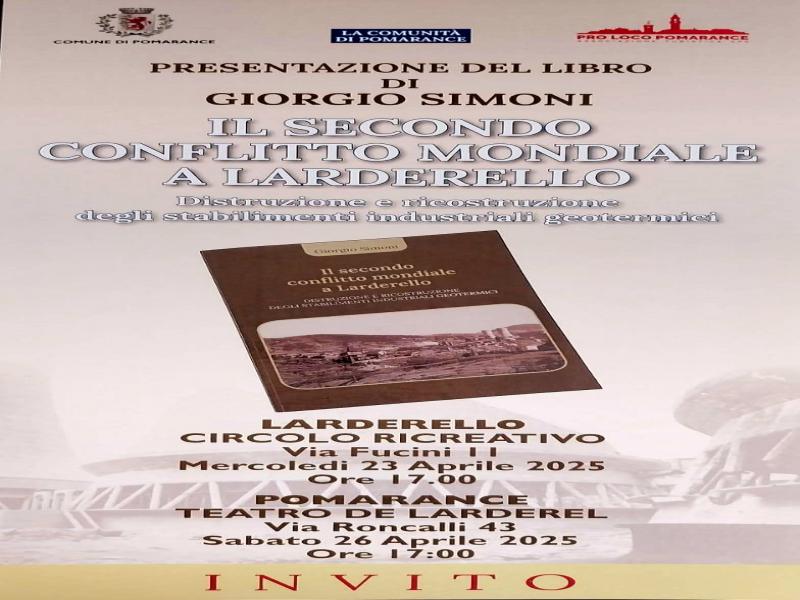 COMUNE DI POMARANCE
LA COMUNITÀ
DI POMARANCE
PRO LOCO POMARANCE
PRESENTAZIONE DEL LIBRO
DI
GIORGIO SIMONI
IL SECONDO
CONFLITTO MONDIALE
A LARDERELLO
Distruzione e ricostruzione
degli stabilimenti industriali geotermici
Giorgio Simoni
Il secondo
conflitto mondiale
a Larderello
DISTRUZIONE E RICOSTRUZIONE
DEGLI STABILIMENTI INDUSTRIALI GEOTERMICI
LARDERELLO
CIRCOLO RICREATIVO
Via Fucini 11
Mercoledì 23 Aprile 2025
Ore 17.00
POMARANCE
TEATRO DE LARDEREL
Via Roncalli 43
Sabato 26 Aprile 2025
Ore 17:00
INVITO